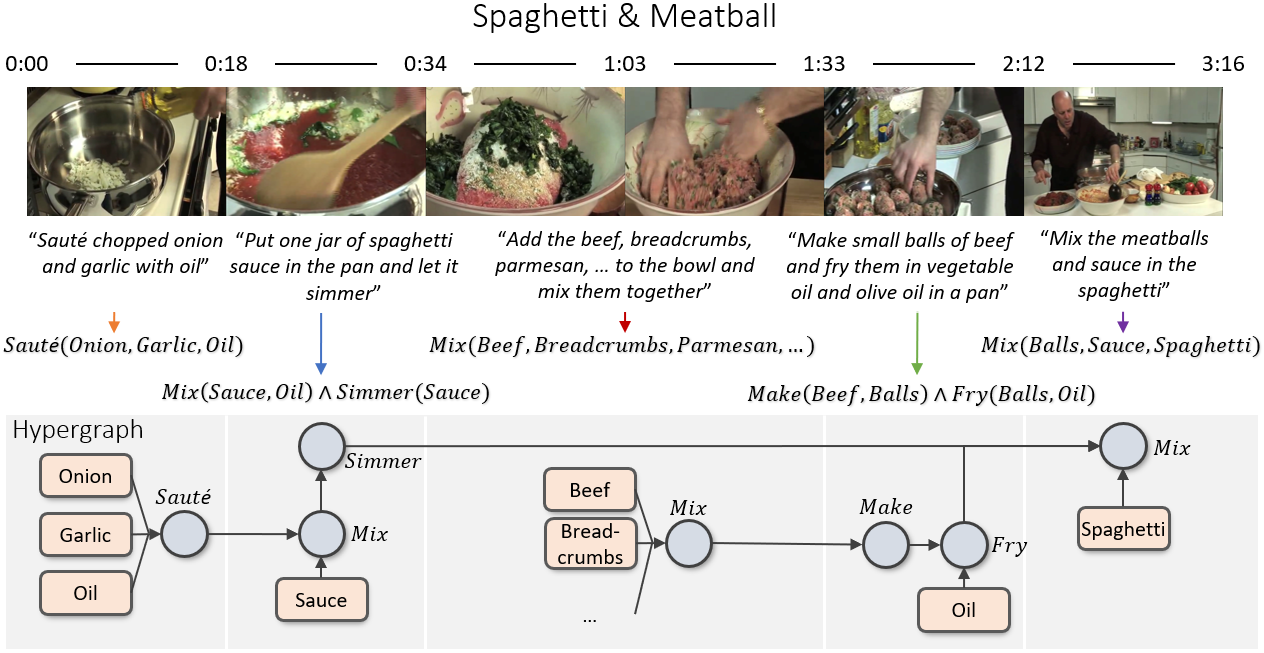 Spaghetti & Meatball
0:00
0:18
0:34
1:03
1:33
2:12
3:16
“Sauté chopped onion
and garlic with oil”
“Put one jar of spaghetti
sauce in the pan and let it
simmer”
“Add the beef, breadcrumbs,
parmesan, … to the bowl and
mix them together”
“Make small balls of beef
and fry them in vegetable
oil and olive oil in a pan”
“Mix the meatballs
and sauce in the
spaghetti”
Sauté(Onion, Garlic, Oil)
Mix(Sauce, Oil) ∧ Simmer(Sauce)
Mix(Beef, Breadcrumbs, Parmesan, …)
Make(Beef, Balls) ∧ Fry(Balls, Oil)
Mix(Balls, Sauce, Spaghetti)
Hypergraph
Onion
Garlic
Oil
Sauté
Simmer
Mix
Sauce
Beef
Bread-
crumbs
…
Mix
Make
Fry
Oil
Mix
Spaghetti